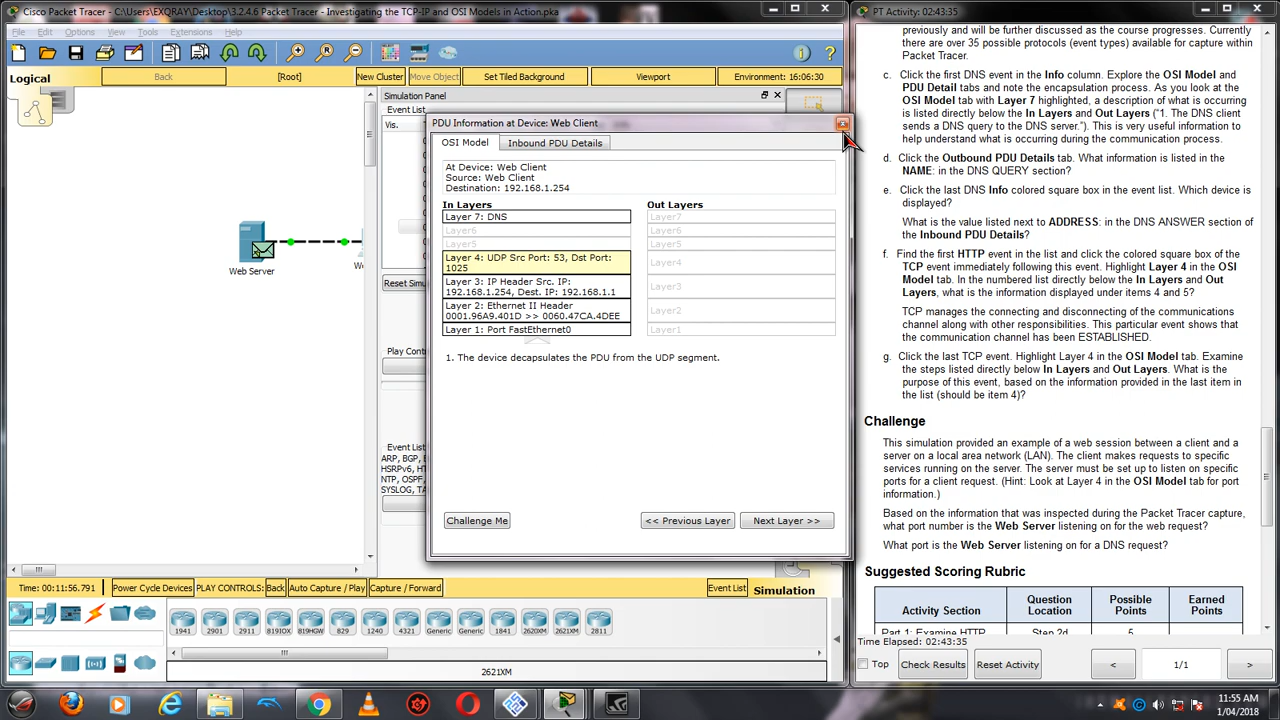 Cisco Packet Tracer - C:\Users\EXQRAY\Desktop\3.2.4.6 Packet Tracer - Investigating the TCP-IP and OSI Models in Action.pka
File Edit Options View Tools Extensions Help
Logical
Back
[Root]
New Cluster
Move Object
Set Tiled Background
Viewport
Environment: 16:06:30
Web Server
Simulation Panel
Event List
Vis.
Reset Simu
Play Control
Event List
ARP, BGP,
HSRPv6, H
NTP, OSPF,
SYSLOG, TA
PDU Information at Device: Web Client
OSI Model
Inbound PDU Details
At Device: Web Client
Source: Web Client
Destination: 192.168.1.254
In Layers
Layer 7: DNS
Layer6
Layer5
Layer 4: UDP Src Port: 53, Dst Port:
1025
Layer 3: IP Header Src. IP:
192.168.1.254, Dest. IP: 192.168.1.1
Layer 2: Ethernet II Header
0001.96A9.401D >> 0060.47CA.4DEE
Layer 1: Port FastEthernet0
Out Layers
Layer7
Layer6
Layer5
Layer4
Layer3
Layer2
Layer1
1. The device decapsulates the PDU from the UDP segment.
Challenge Me
<< Previous Layer
Next Layer >>
Time: 00:11:56.791
Power Cycle Devices
PLAY CONTROLS:
Back
Auto Capture / Play
Capture / Forward
Event List
Simulation
1941
2901
2911
819IOX
819HGW
829
1240
4321
Generic
Generic
1841
2620XM
2621XM
2811
2621XM
PT Activity: 02:43:35
previously and will be further discussed as the course progresses. Currently
there are over 35 possible protocols (event types) available for capture within
Packet Tracer.
c. Click the first DNS event in the Info column. Explore the OSI Model and
PDU Detail tabs and note the encapsulation process. As you look at the
OSI Model tab with Layer 7 highlighted, a description of what is occurring
is listed directly below the In Layers and Out Layers ("1. The DNS client
sends a DNS query to the DNS server."). This is very useful information to
help understand what is occurring during the communication process.
d. Click the Outbound PDU Details tab. What information is listed in the
NAME: in the DNS QUERY section?
e. Click the last DNS Info colored square box in the event list. Which device is
displayed?
What is the value listed next to ADDRESS: in the DNS ANSWER section of
the Inbound PDU Details?
f. Find the first HTTP event in the list and click the colored square box of the
TCP event immediately following this event. Highlight Layer 4 in the OSI
Model tab. In the numbered list directly below the In Layers and Out
Layers, what is the information displayed under items 4 and 5?
TCP manages the connecting and disconnecting of the communications
channel along with other responsibilities. This particular event shows that
the communication channel has been ESTABLISHED.
g. Click the last TCP event. Highlight Layer 4 in the OSI Model tab. Examine
the steps listed directly below In Layers and Out Layers. What is the
purpose of this event, based on the information provided in the last item in
the list (should be item 4)?
Challenge
This simulation provided an example of a web session between a client and a
server on a local area network (LAN). The client makes requests to specific
services running on the server. The server must be set up to listen on specific
ports for a client request. (Hint: Look at Layer 4 in the OSI Model tab for port
information.)
Based on the information that was inspected during the Packet Tracer capture,
what port number is the Web Server listening on for the web request?
What port is the Web Server listening on for a DNS request?
Suggested Scoring Rubric
Activity Section
Question
Location
Possible
Points
Earned
Points
Part 1: Examine HTTP
Step 2d
5
Time Elapsed: 02:43:35
Top
Check Results
Reset Activity
<
1/1
>
11:55 AM
1/04/2018